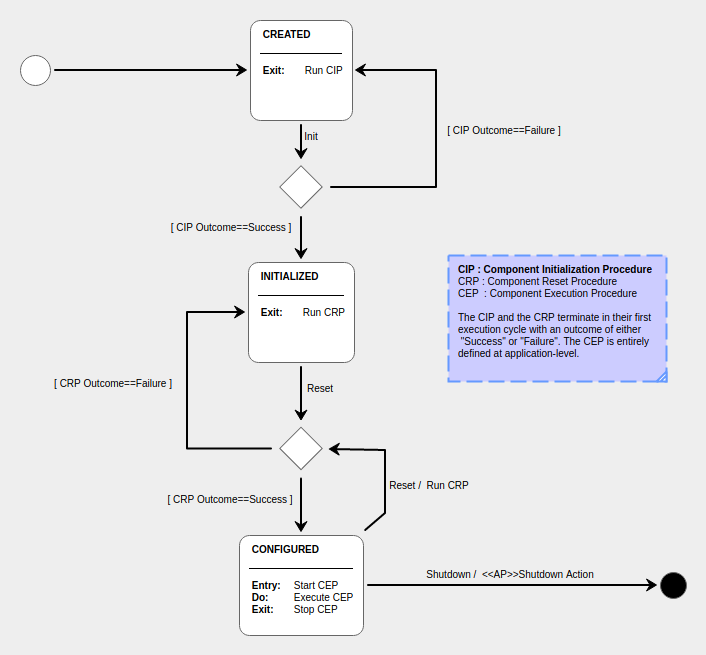 CREATED
Exit: Run CIP
Init
[ CIP Outcome==Failure ]
[ CIP Outcome==Success ]
INITIALIZED
Exit: Run CRP
CIP : Component Initialization Procedure
CRP : Component Reset Procedure
CEP : Component Execution Procedure
The CIP and the CRP terminate in their first
execution cycle with an outcome of either
"Success" or "Failure". The CEP is entirely
defined at application-level.
[ CRP Outcome==Failure ]
Reset
Reset / Run CRP
[ CRP Outcome==Success ]
CONFIGURED
Entry: Start CEP
Do: Execute CEP
Exit: Stop CEP
Shutdown / <<AP>>Shutdown Action